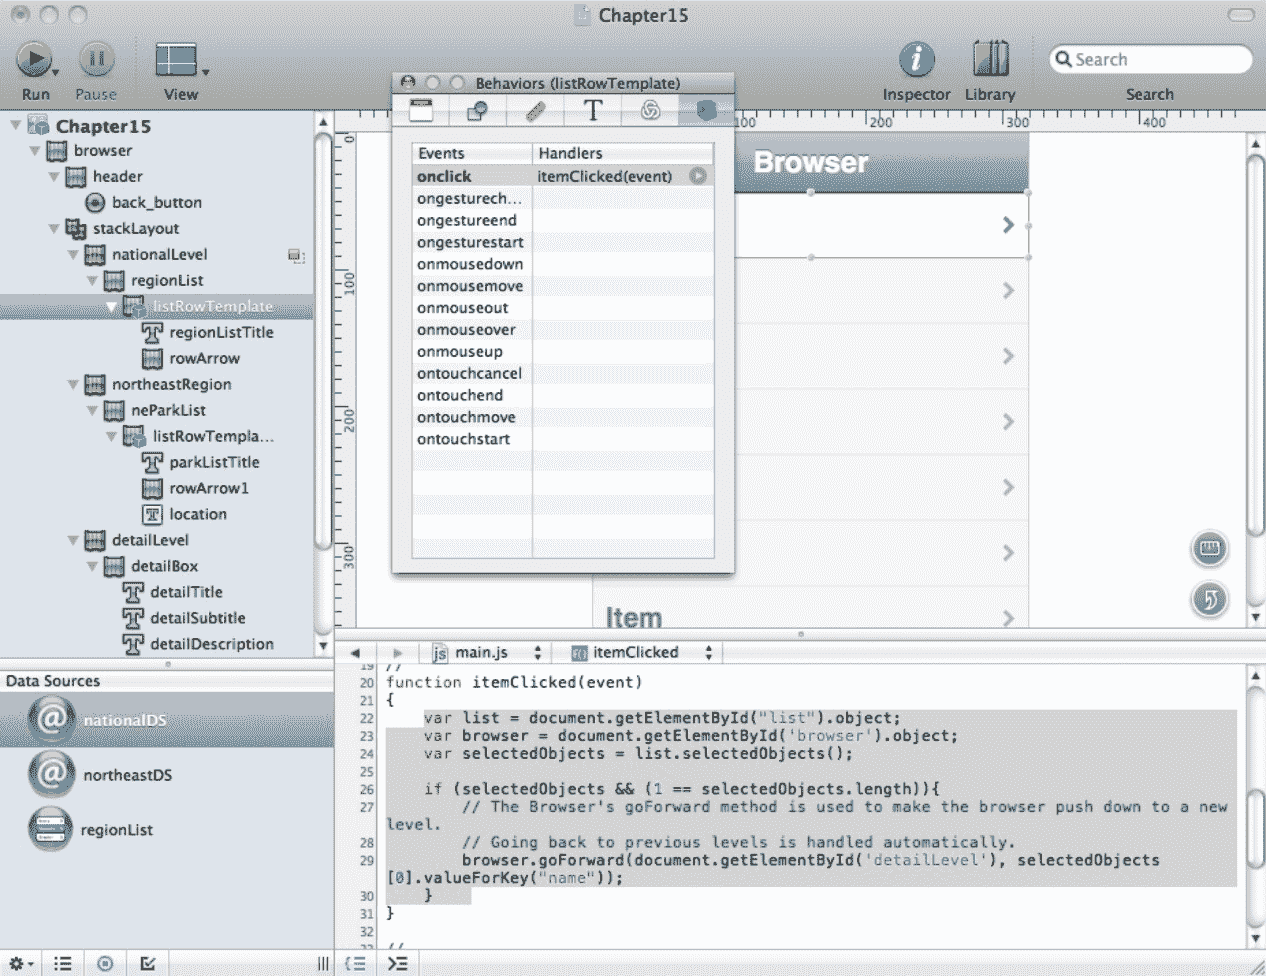 Chapter15
Run
Pause
View
Inspector
Library
Search
Search
Behaviors (listRowTemplate)
Events
Handlers
onclick
itemClicked(event)
ongesturech...
ongestureend
ongesturestart
onmousedown
onmousemove
onmouseout
onmouseover
onmouseup
ontouchcancel
ontouchend
ontouchmove
ontouchstart
Chapter15
browser
header
back_button
stackLayout
nationalLevel
regionList
listRowTemplate
regionListTitle
rowArrow
northeastRegion
neParkList
listRowTempla...
parkListTitle
rowArrow1
location
detailLevel
detailBox
detailTitle
detailSubtitle
detailDescription
100
200
300
400
0
100
200
300
Browser
Item
Data Sources
nationalDS
northeastDS
regionList
main.js
itemClicked
19 //
20 function itemClicked(event)
21 {
22 var list = document.getElementById("list").object;
23 var browser = document.getElementById('browser').object;
24 var selectedObjects = list.selectedObjects();
25
26 if (selectedObjects && (1 == selectedObjects.length)){
27 // The Browser's goForward method is used to make the browser push down to a new
level.
28 // Going back to previous levels is handled automatically.
29 browser.goForward(document.getElementById('detailLevel'), selectedObjects
[0].valueForKey("name"));
30 }
31 }
32
33 //